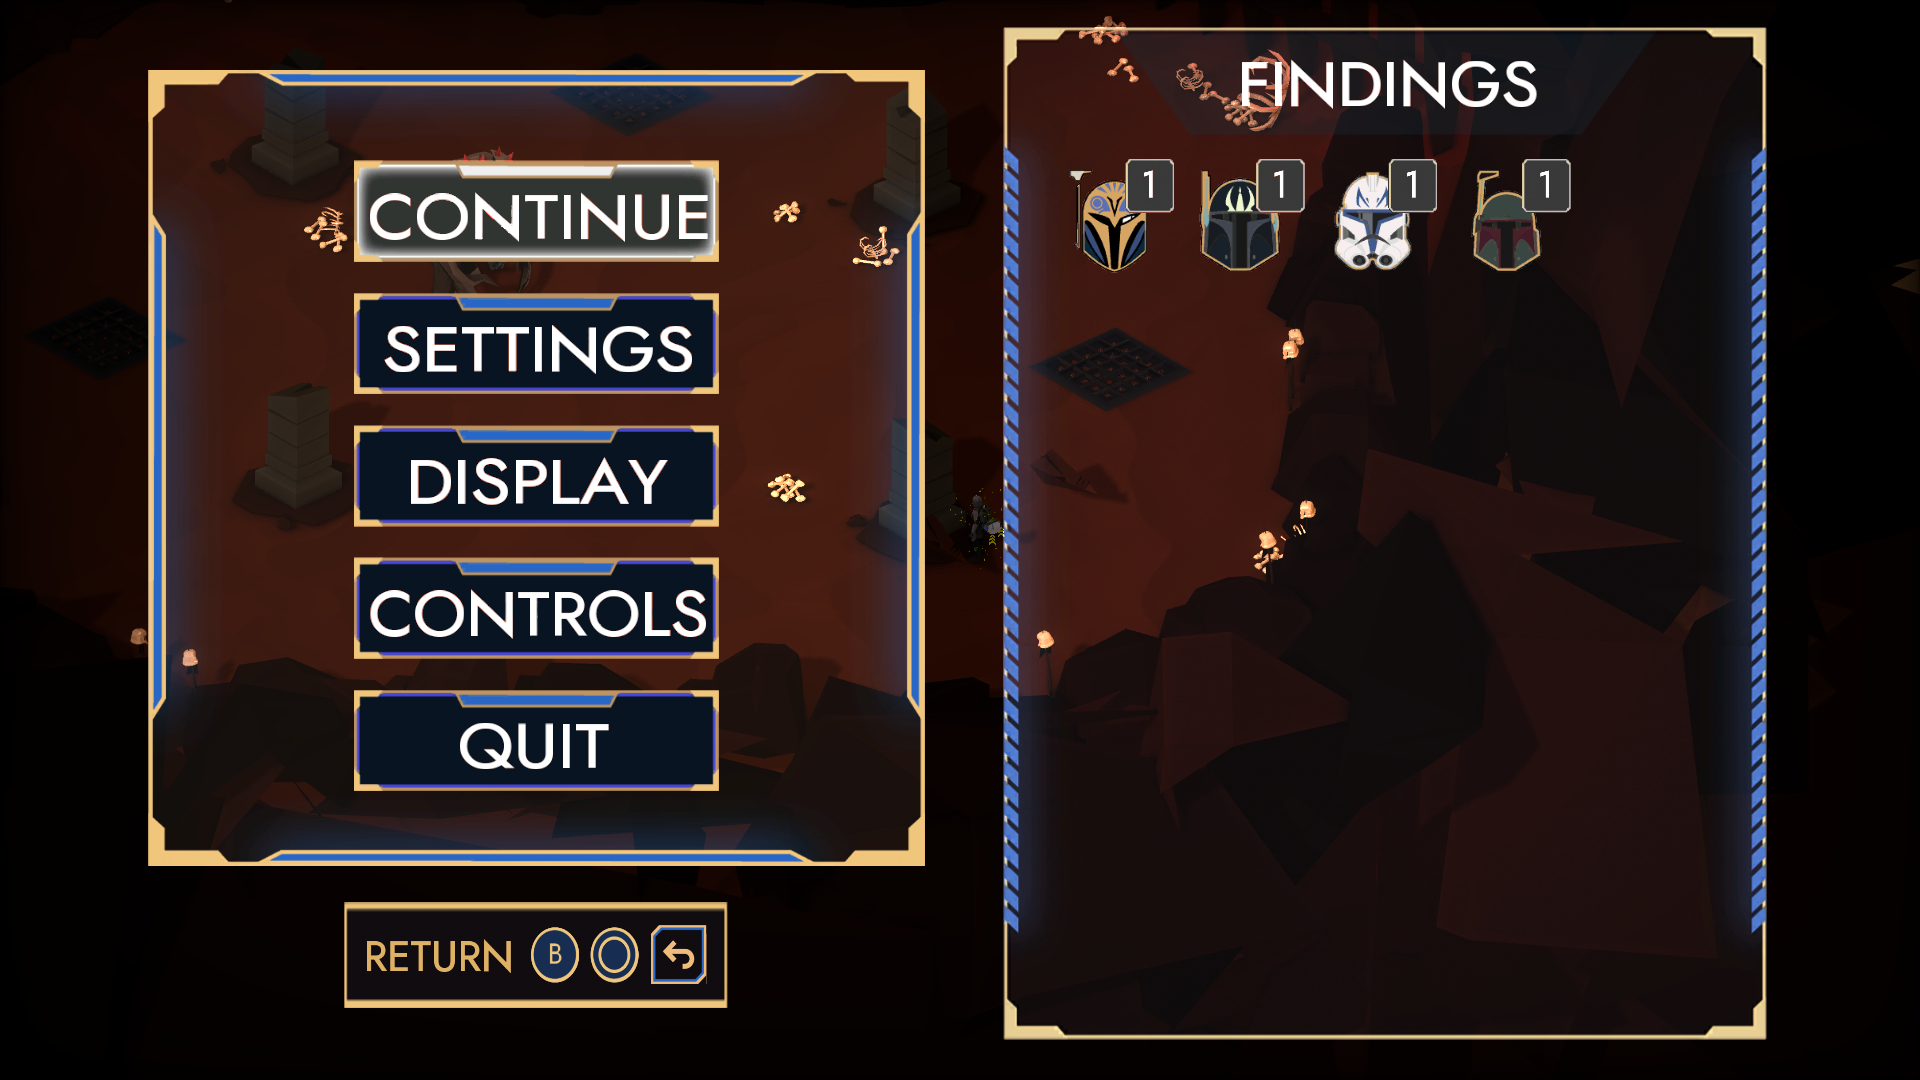 CONTINUE
SETTINGS
DISPLAY
CONTROLS
QUIT
RETURN B
FINDINGS
1 1 1 1